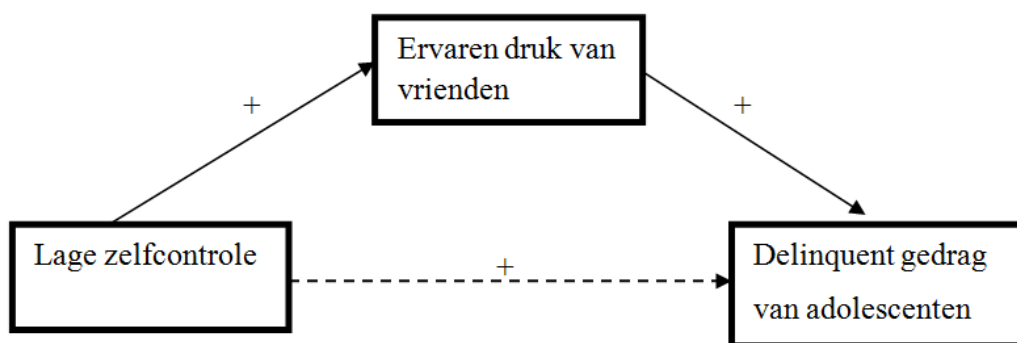 Ervaren druk van
vrienden
+
+
Lage zelfcontrole
+
Delinquent gedrag
van adolescenten